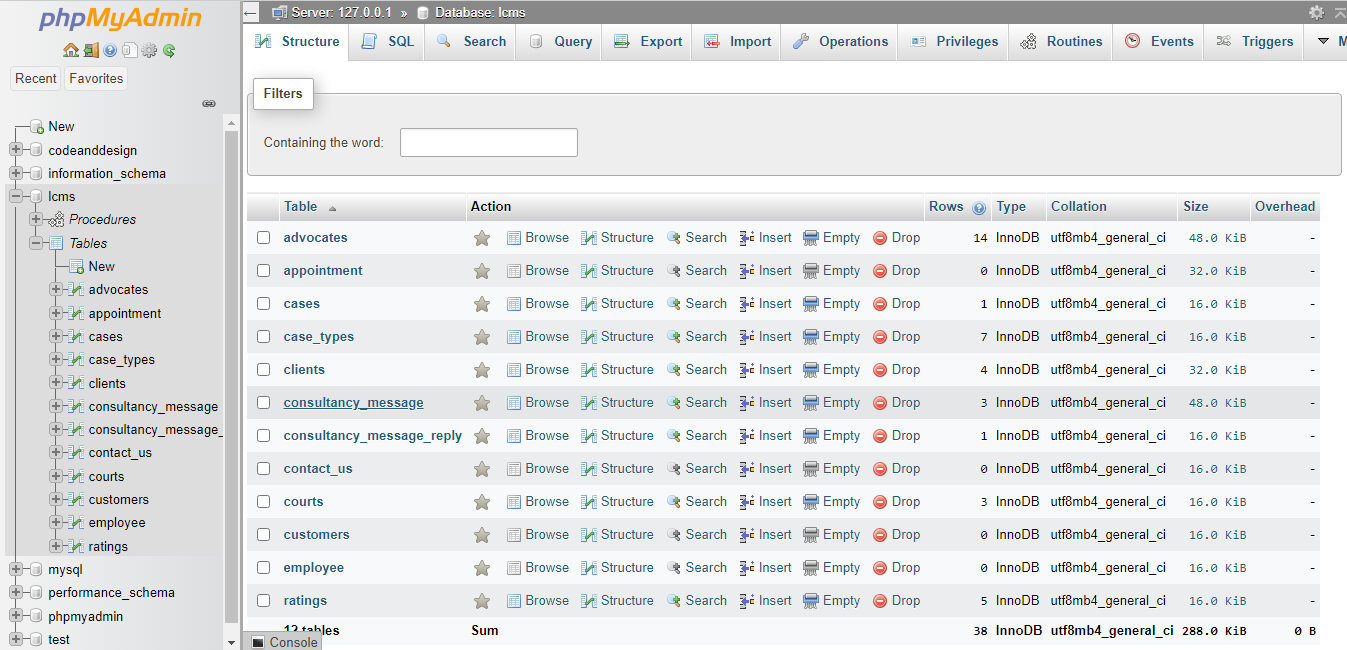 phpMyAdmin
Recent Favorites
New
codeanddesign
information_schema
lcms
Procedures
Tables
New
advocates
appointment
cases
case_types
clients
consultancy_message
consultancy_message_
contact_us
courts
customers
employee
ratings
mysql
performance_schema
phpmyadmin
test
Server: 127.0.0.1 » Database: lcms
Structure SQL Search Query Export Import Operations Privileges Routines Events Triggers M
Filters
Containing the word:
Table Action Rows Type Collation Size Overhead
advocates Browse Structure Search Insert Empty Drop 14 InnoDB utf8mb4_general_ci 48.0 KiB -
appointment Browse Structure Search Insert Empty Drop 0 InnoDB utf8mb4_general_ci 32.0 KiB -
cases Browse Structure Search Insert Empty Drop 1 InnoDB utf8mb4_general_ci 16.0 KiB -
case_types Browse Structure Search Insert Empty Drop 7 InnoDB utf8mb4_general_ci 16.0 KiB -
clients Browse Structure Search Insert Empty Drop 4 InnoDB utf8mb4_general_ci 32.0 KiB -
consultancy_message Browse Structure Search Insert Empty Drop 3 InnoDB utf8mb4_general_ci 48.0 KiB -
consultancy_message_reply Browse Structure Search Insert Empty Drop 1 InnoDB utf8mb4_general_ci 16.0 KiB -
contact_us Browse Structure Search Insert Empty Drop 0 InnoDB utf8mb4_general_ci 16.0 KiB -
courts Browse Structure Search Insert Empty Drop 3 InnoDB utf8mb4_general_ci 16.0 KiB -
customers Browse Structure Search Insert Empty Drop 0 InnoDB utf8mb4_general_ci 16.0 KiB -
employee Browse Structure Search Insert Empty Drop 0 InnoDB utf8mb4_general_ci 16.0 KiB -
ratings Browse Structure Search Insert Empty Drop 5 InnoDB utf8mb4_general_ci 16.0 KiB -
12 tables Sum 38 InnoDB utf8mb4_general_ci 288.0 KiB 0 B
Console